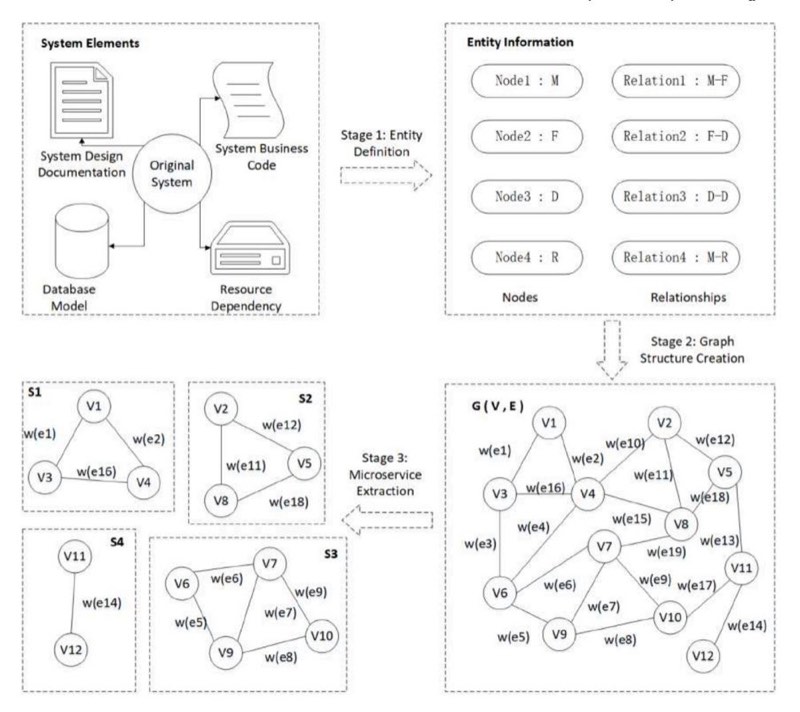 System Elements
System Design
Documentation
Original
System
System Business
Code
Database
Model
Resource
Dependency
Stage 1: Entity
Definition
Entity Information
Node1 : M
Relation1 : M-F
Node2 : F
Relation2 : F-D
Node3 : D
Relation3 : D-D
Node4 : R
Relation4 : M-R
Nodes
Relationships
Stage 2: Graph
Structure Creation
G(V,E)
V1
V2
w(e1)
w(e2)
w(e10)
w(e12)
w(e11)
V5
V3
w(e16)
V4
w(e18)
w(e4)
w(e15)
V8
w(e3)
V7
w(e19)
w(e13)
V11
V6
w(e6)
w(e9)
w(e17)
w(e7)
V10
w(e5)
V9
w(e8)
w(e14)
V12
Stage 3:
Microservice
Extraction
S1
V1
w(e1)
w(e2)
V3
w(e16)
V4
S2
V2
w(e12)
w(e11)
V5
V8
w(e18)
S4
V11
w(e14)
V12
S3
V7
V6
w(e6)
w(e9)
w(e5)
w(e7)
V10
V9
w(e8)